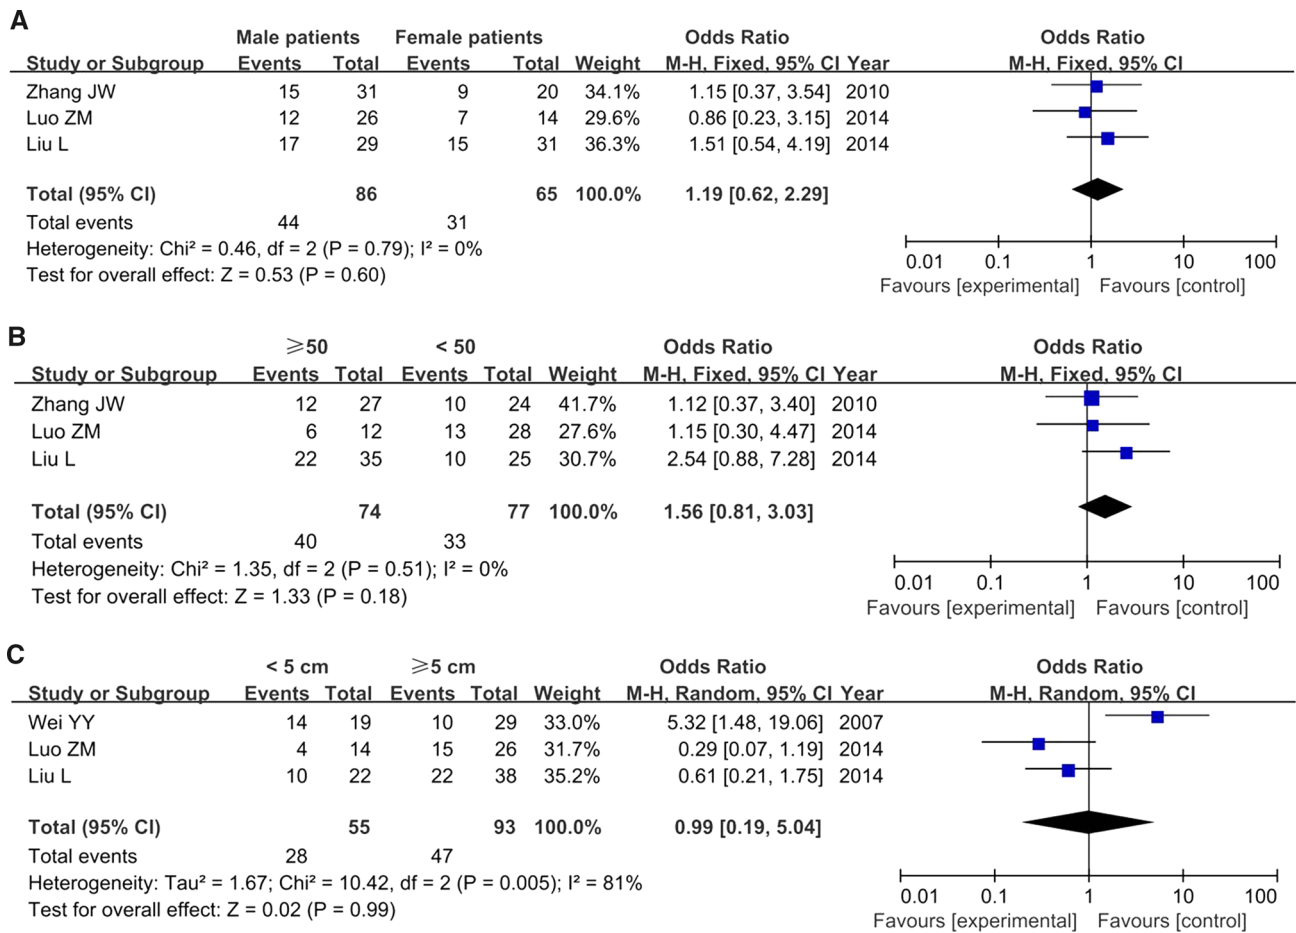 A
Male patients Female patients Odds Ratio Odds Ratio
Study or Subgroup Events Total Events Total Weight M-H, Fixed, 95% CI Year M-H, Fixed, 95% CI
Zhang JW 15 31 9 20 34.1% 1.15 [0.37, 3.54] 2010
Luo ZM 12 26 7 14 29.6% 0.86 [0.23, 3.15] 2014
Liu L 17 29 15 31 36.3% 1.51 [0.54, 4.19] 2014
Total (95% CI) 86 65 100.0% 1.19 [0.62, 2.29]
Total events 44 31
Heterogeneity: Chi² = 0.46, df = 2 (P = 0.79); I² = 0%
Test for overall effect: Z = 0.53 (P = 0.60)
0.01 0.1 1 10 100
Favours [experimental] Favours [control]
B
≥50 < 50 Odds Ratio Odds Ratio
Study or Subgroup Events Total Events Total Weight M-H, Fixed, 95% CI Year M-H, Fixed, 95% CI
Zhang JW 12 27 10 24 41.7% 1.12 [0.37, 3.40] 2010
Luo ZM 6 12 13 28 27.6% 1.15 [0.30, 4.47] 2014
Liu L 22 35 10 25 30.7% 2.54 [0.88, 7.28] 2014
Total (95% CI) 74 77 100.0% 1.56 [0.81, 3.03]
Total events 40 33
Heterogeneity: Chi² = 1.35, df = 2 (P = 0.51); I² = 0%
Test for overall effect: Z = 1.33 (P = 0.18)
0.01 0.1 1 10 100
Favours [experimental] Favours [control]
C
< 5 cm ≥5 cm Odds Ratio Odds Ratio
Study or Subgroup Events Total Events Total Weight M-H, Random, 95% CI Year M-H, Random, 95% CI
Wei YY 14 19 10 29 33.0% 5.32 [1.48, 19.06] 2007
Luo ZM 4 14 15 26 31.7% 0.29 [0.07, 1.19] 2014
Liu L 10 22 22 38 35.2% 0.61 [0.21, 1.75] 2014
Total (95% CI) 55 93 100.0% 0.99 [0.19, 5.04]
Total events 28 47
Heterogeneity: Tau² = 1.67; Chi² = 10.42, df = 2 (P = 0.005); I² = 81%
Test for overall effect: Z = 0.02 (P = 0.99)
0.01 0.1 1 10 100
Favours [experimental] Favours [control]